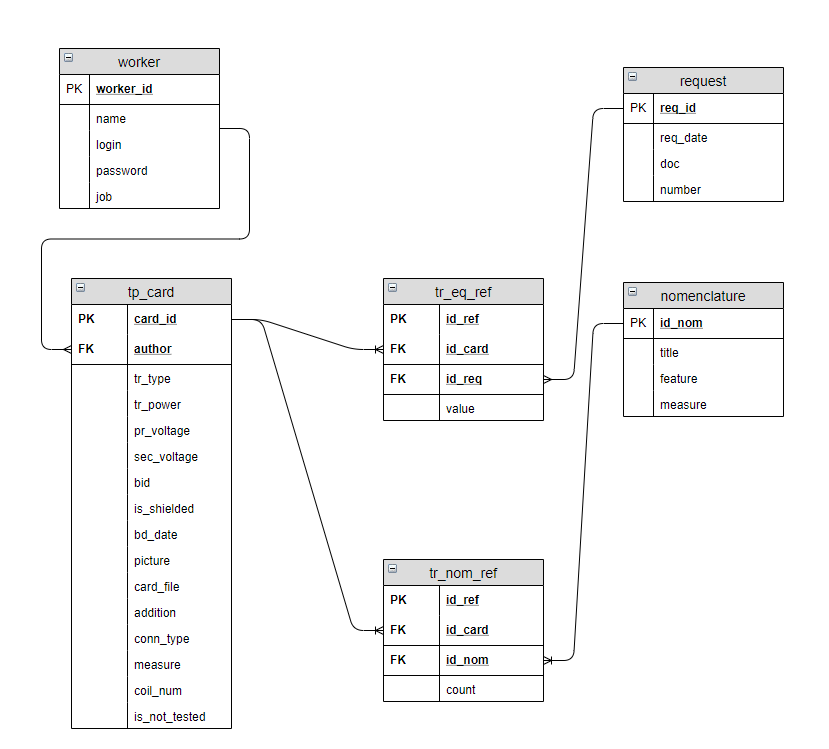 worker
PK worker_id
name
login
password
job
request
PK req_id
req_date
doc
number
tp_card
PK card_id
FK author
tr_type
tr_power
pr_voltage
sec_voltage
bid
is_shielded
bd_date
picture
card_file
addition
conn_type
measure
coil_num
is_not_tested
tr_eq_ref
PK id_ref
FK id_card
FK id_req
value
nomenclature
PK id_nom
title
feature
measure
tr_nom_ref
PK id_ref
FK id_card
FK id_nom
count